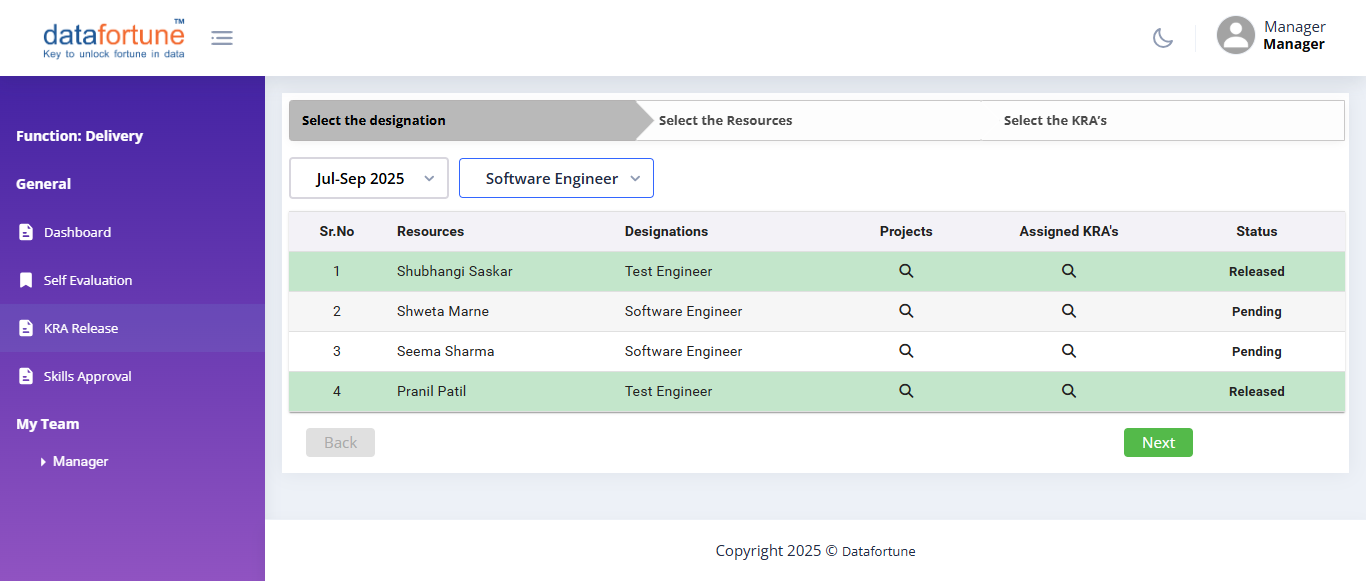 datafortune™
Key to unlock fortune in data
Manager
Manager
Function: Delivery
General
Dashboard
Self Evaluation
KRA Release
Skills Approval
My Team
Manager
Select the designation Select the Resources Select the KRA's
Jul-Sep 2025 Software Engineer
Sr.No Resources Designations Projects Assigned KRA's Status
1 Shubhangi Saskar Test Engineer Released
2 Shweta Marne Software Engineer Pending
3 Seema Sharma Software Engineer Pending
4 Pranil Patil Test Engineer Released
Back Next
Copyright 2025 © Datafortune